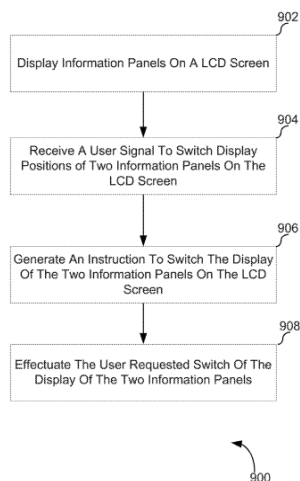 902
Display Information Panels On A LCD Screen
904
Receive A User Signal To Switch Display
Positions of Two Information Panels On The
LCD Screen
906
Generate An Instruction To Switch The Display
Of The Two Information Panels On The LCD
Screen
908
Effectuate The User Requested Switch Of The
Display Of The Two Information Panels
900